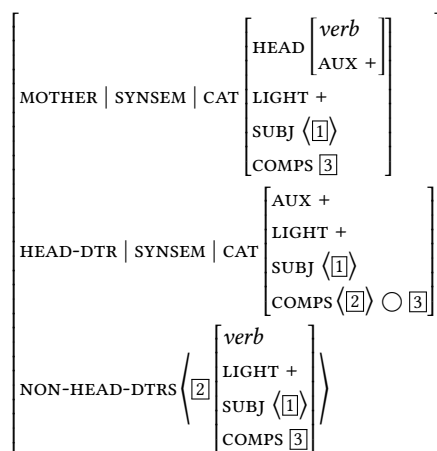 HEAD [verb
AUX +]
MOTHER | SYNSEM | CAT
LIGHT +
SUBJ ⟨1⟩
COMPS 3
AUX +
LIGHT +
HEAD-DTR | SYNSEM | CAT
SUBJ ⟨1⟩
COMPS ⟨2⟩ ◯ 3
verb
LIGHT +
NON-HEAD-DTRS ⟨2
SUBJ ⟨1⟩ ⟩
COMPS 3